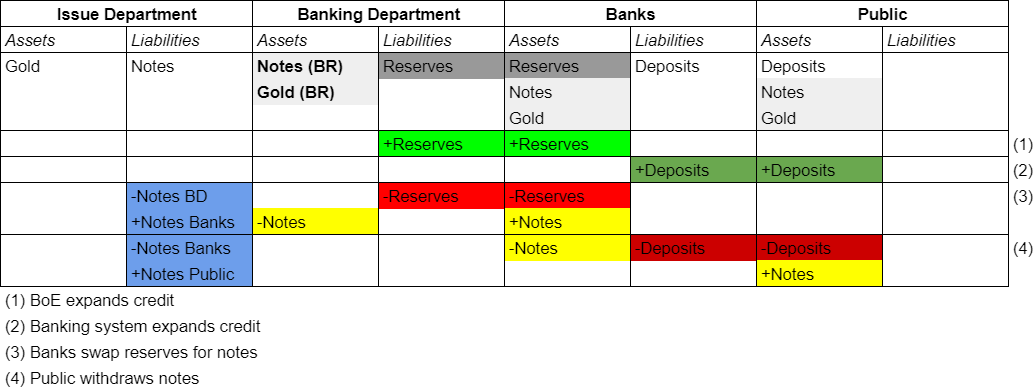 Issue Department Banking Department Banks Public
Assets Liabilities Assets Liabilities Assets Liabilities Assets Liabilities
Gold Notes Notes (BR) Reserves Reserves Deposits Deposits
Gold (BR) Notes Notes
Gold Gold
+Reserves +Reserves (1)
+Deposits +Deposits (2)
-Notes BD -Reserves -Reserves (3)
+Notes Banks -Notes +Notes
-Notes Banks -Notes -Deposits -Deposits (4)
+Notes Public +Notes
(1) BoE expands credit
(2) Banking system expands credit
(3) Banks swap reserves for notes
(4) Public withdraws notes